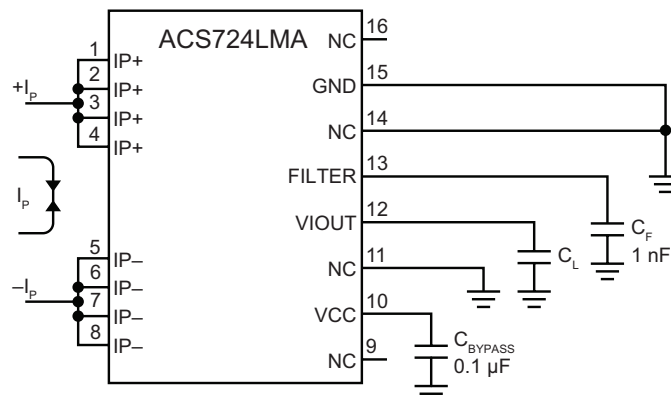 ACS724LMA
1 IP+
2 IP+
3 IP+
4 IP+
+IP
IP
5 IP–
6 IP–
7 IP–
8 IP–
–IP
NC 16
GND 15
NC 14
FILTER 13
VIOUT 12
NC 11
VCC 10
NC 9
CF
1 nF
CL
CBYPASS
0.1 µF